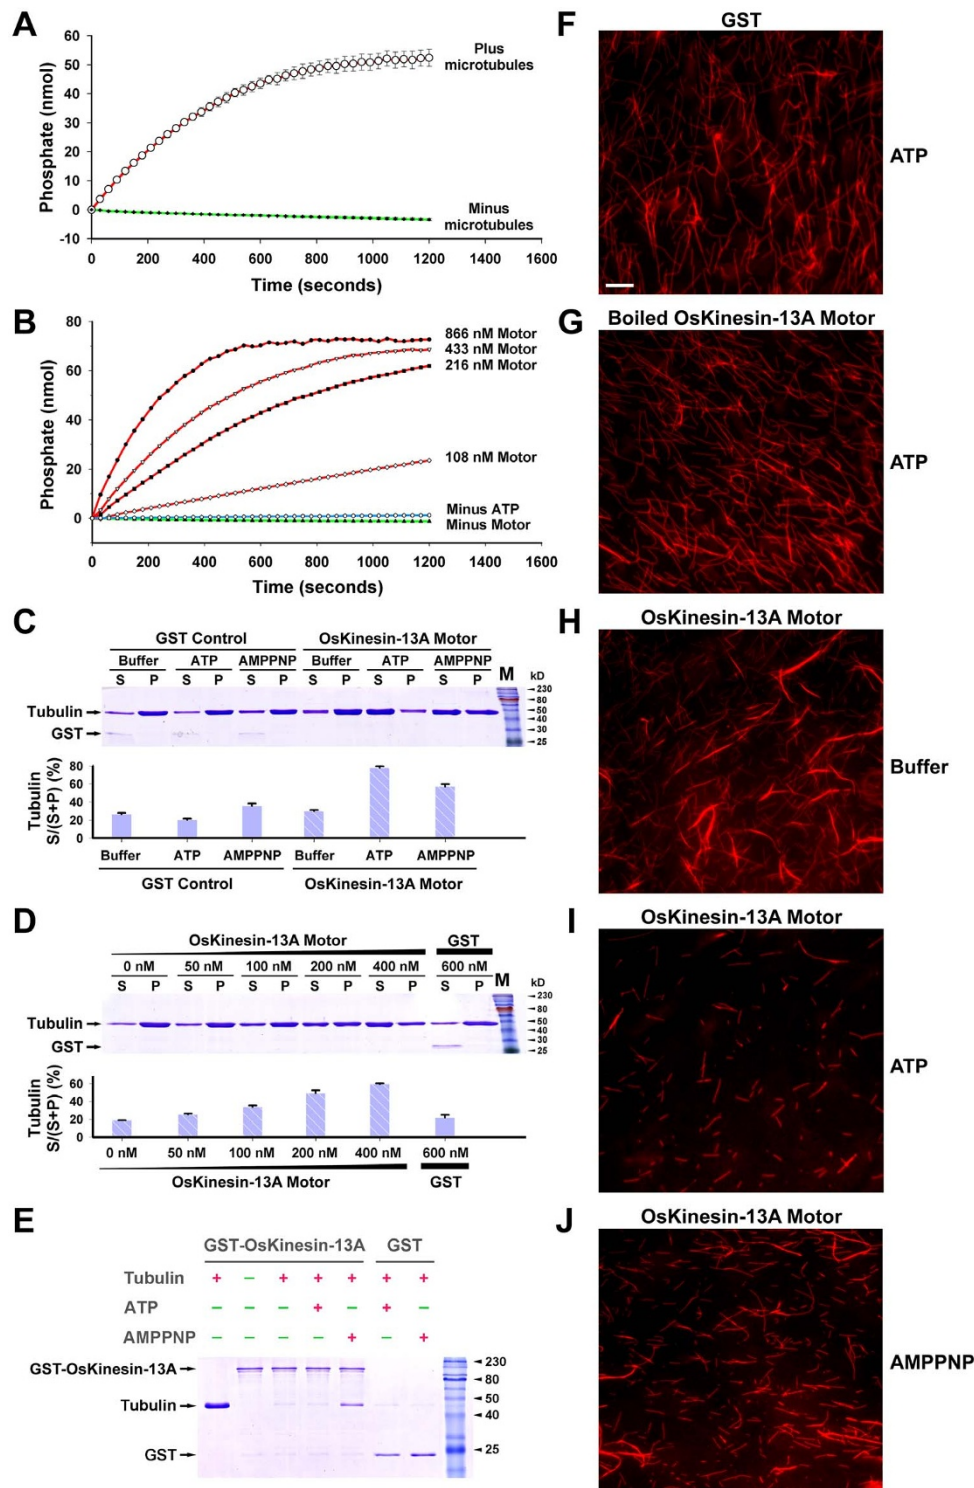 A
Phosphate (nmol)
60
50
40
30
20
10
0
-10
Plus
microtubules
Minus
microtubules
0 200 400 600 800 1000 1200 1400 1600
Time (seconds)
B
Phosphate (nmol)
80
60
40
20
0
866 nM Motor
433 nM Motor
216 nM Motor
108 nM Motor
Minus ATP
Minus Motor
0 200 400 600 800 1000 1200 1400 1600
Time (seconds)
C
GST Control OsKinesin-13A Motor
Buffer ATP AMPPNP Buffer ATP AMPPNP
S P S P S P S P S P S P M kD
Tubulin
GST
230
80
50
40
30
25
Tubulin
S/(S+P) (%)
80
60
40
20
0
Buffer ATP AMPPNP Buffer ATP AMPPNP
GST Control OsKinesin-13A Motor
D
OsKinesin-13A Motor GST
0 nM 50 nM 100 nM 200 nM 400 nM 600 nM
S P S P S P S P S P S P M kD
Tubulin
GST
230
80
50
40
30
25
Tubulin
S/(S+P) (%)
60
40
20
0
0 nM 50 nM 100 nM 200 nM 400 nM 600 nM
OsKinesin-13A Motor GST
E
GST-OsKinesin-13A GST
Tubulin + − + + + + +
ATP − − − + − + −
AMPPNP − − − − + − +
GST-OsKinesin-13A
Tubulin
GST
230
80
50
40
25
F
GST
ATP
G
Boiled OsKinesin-13A Motor
ATP
H
OsKinesin-13A Motor
Buffer
I
OsKinesin-13A Motor
ATP
J
OsKinesin-13A Motor
AMPPNP